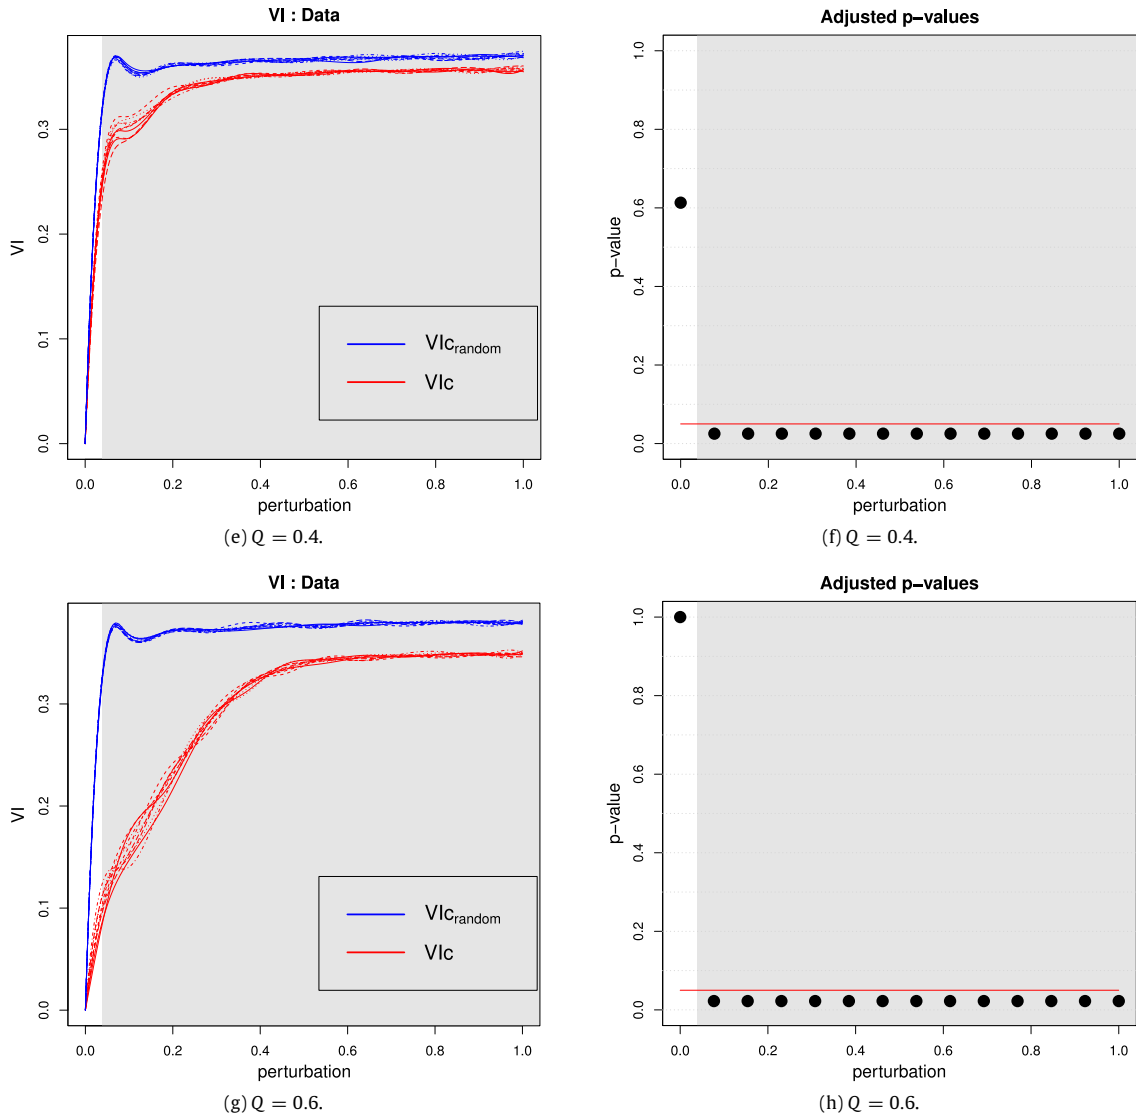 VI : Data
VI
0.0
0.1
0.2
0.3
0.0 0.2 0.4 0.6 0.8 1.0
perturbation
VIc random
VIc
(e) Q = 0.4.
Adjusted p−values
p−value
0.0
0.2
0.4
0.6
0.8
1.0
0.0 0.2 0.4 0.6 0.8 1.0
perturbation
(f) Q = 0.4.
VI : Data
VI
0.0
0.1
0.2
0.3
0.0 0.2 0.4 0.6 0.8 1.0
perturbation
VIc random
VIc
(g) Q = 0.6.
Adjusted p−values
p−value
0.0
0.2
0.4
0.6
0.8
1.0
0.0 0.2 0.4 0.6 0.8 1.0
perturbation
(h) Q = 0.6.